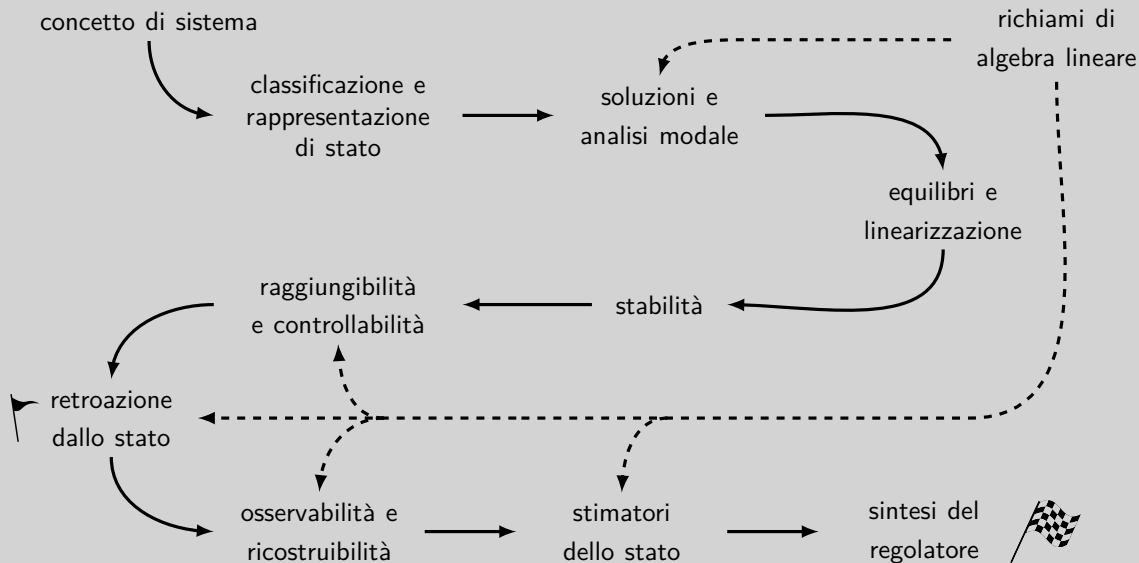 concetto di sistema
richiami di
algebra lineare
classificazione e
rappresentazione
di stato
soluzioni e
analisi modale
equilibri e
linearizzazione
stabilità
raggiungibilità
e controllabilità
retroazione
dallo stato
osservabilità e
ricostruibilità
stimatori
dello stato
sintesi del
regolatore